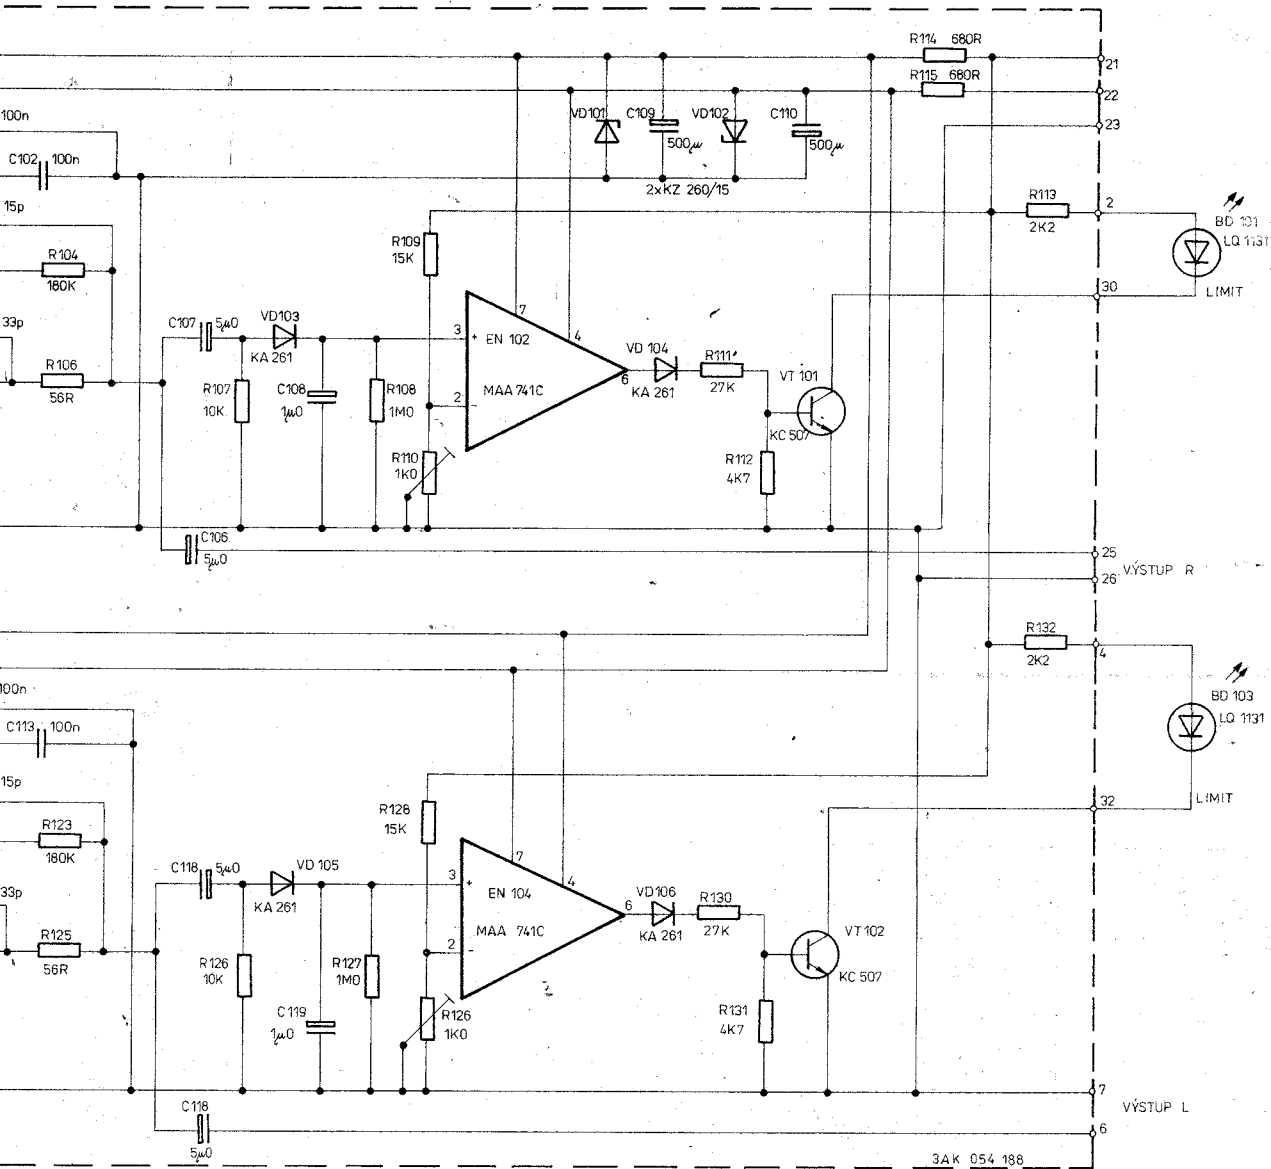 R114 680R
21
R115 680R
22
100n
VD101
C109
VD102
C110
23
500µ
500µ
C102 100n
2xKZ 260/15
15p
R113
2
2K2
BD 101
LQ 1131
R109
15K
R104
180K
30
LIMIT
33p
C107
5µ0
VD103
KA 261
3
+
EN 102
7
4
VD 104
R111
R106
56R
R107
10K
C108
1µ0
R108
1M0
2
-
MAA 741C
6
KA 261
27K
VT 101
KC 507
R110
1K0
R112
4K7
C106
5µ0
25
VÝSTUP R
26
R132
2K2
4
100n
BD 103
LQ 1131
C113 100n
15p
R128
15K
32
LIMIT
R123
180K
7
C118
5µ0
VD 105
KA 261
3
+
4
EN 104
33p
VD106
R130
6
R125
56R
MAA 741C
KA 261
27K
VT 102
2
-
R126
10K
R127
1M0
KC 507
C119
1µ0
R126
1K0
R131
4K7
7
C118
5µ0
VÝSTUP L
6
3AK 054 188